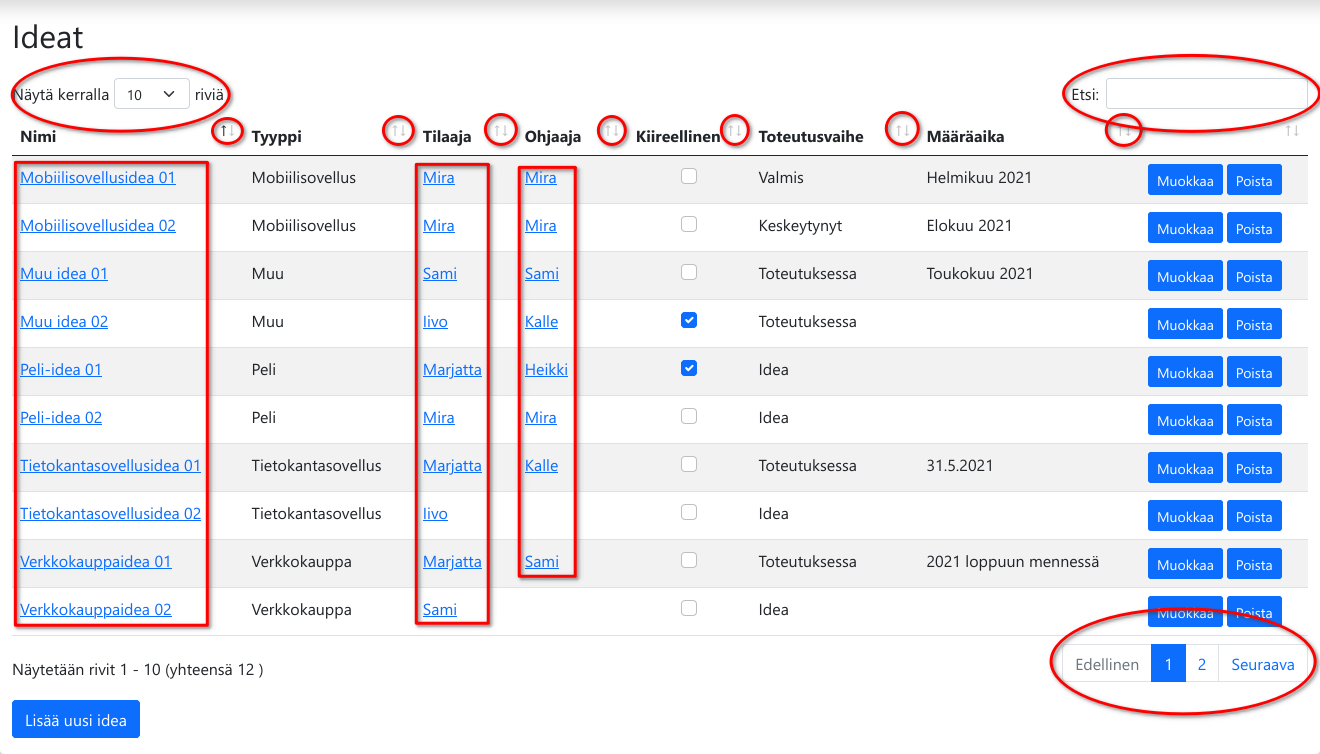 Ideat
Näytä kerralla 10 riviä Etsi:
Nimi Tyyppi Tilaaja Ohjaaja Kiireellinen Toteutusvaihe Määräaika
Mobiilisovellusidea 01 Mobiilisovellus Mira Mira Valmis Helmikuu 2021 Muokkaa Poista
Mobiilisovellusidea 02 Mobiilisovellus Mira Mira Keskeytynyt Elokuu 2021 Muokkaa Poista
Muu idea 01 Muu Sami Sami Toteutuksessa Toukokuu 2021 Muokkaa Poista
Muu idea 02 Muu Iivo Kalle Toteutuksessa Muokkaa Poista
Peli-idea 01 Peli Marjatta Heikki Idea Muokkaa Poista
Peli-idea 02 Peli Mira Mira Idea Muokkaa Poista
Tietokantasovellusidea 01 Tietokantasovellus Marjatta Kalle Toteutuksessa 31.5.2021 Muokkaa Poista
Tietokantasovellusidea 02 Tietokantasovellus Iivo Idea Muokkaa Poista
Verkkokauppaidea 01 Verkkokauppa Marjatta Sami Toteutuksessa 2021 loppuun mennessä Muokkaa Poista
Verkkokauppaidea 02 Verkkokauppa Sami Idea Muokkaa Poista
Näytetään rivit 1 - 10 (yhteensä 12 ) Edellinen 1 2 Seuraava
Lisää uusi idea